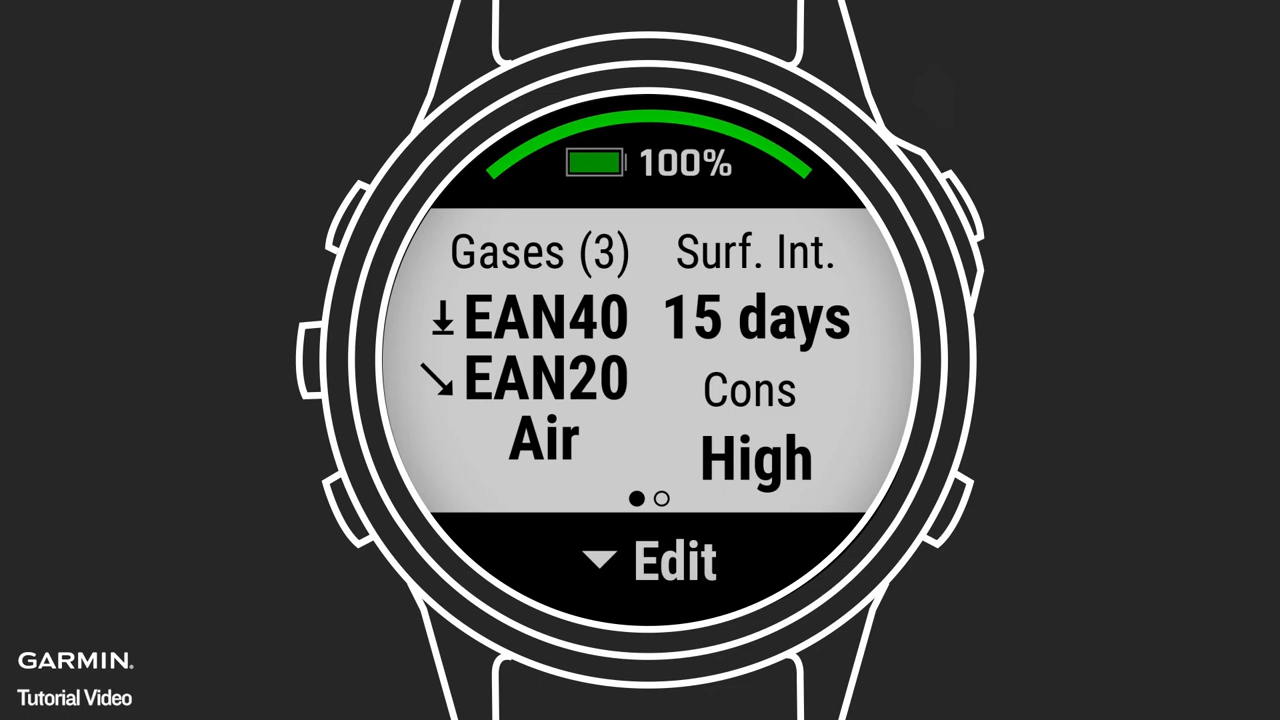 100%
Gases (3)
EAN40
EAN20
Air
Surf. Int.
15 days
Cons
High
Edit
GARMIN.
Tutorial Video